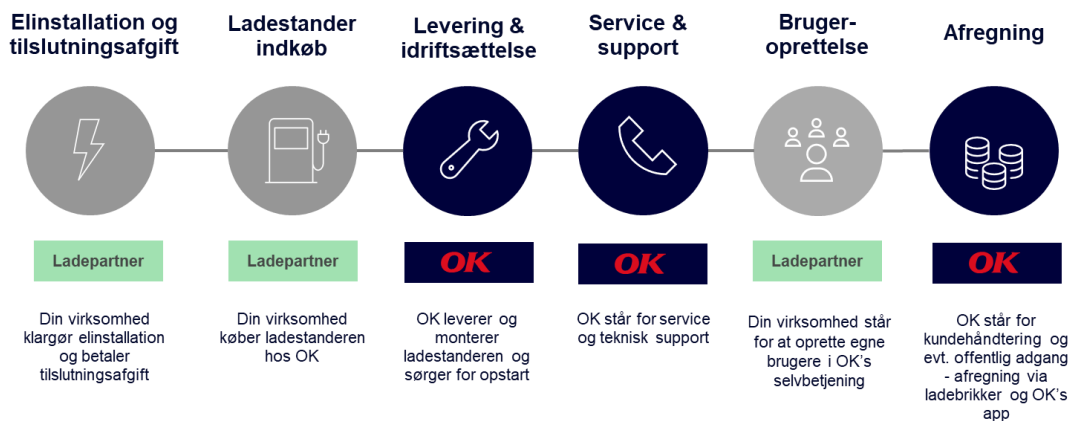 Elinstallation og
tilslutningsafgift
Ladestander
indkøb
Levering &
idriftsættelse
Service &
support
Bruger-
oprettelse
Afregning
Ladepartner
Ladepartner
OK
OK
Ladepartner
OK
Din virksomhed
klargør elinstallation
og betaler
tilslutningsafgift
Din virksomhed
køber ladestanderen
hos OK
OK leverer og
monterer
ladestanderen og
sørger for opstart
OK står for service
og teknisk support
Din virksomhed står
for at oprette egne
brugere i OK's
selvbetjening
OK står for
kundehåndtering og
evt. offentlig adgang
- afregning via
ladebrikker og OK's
app